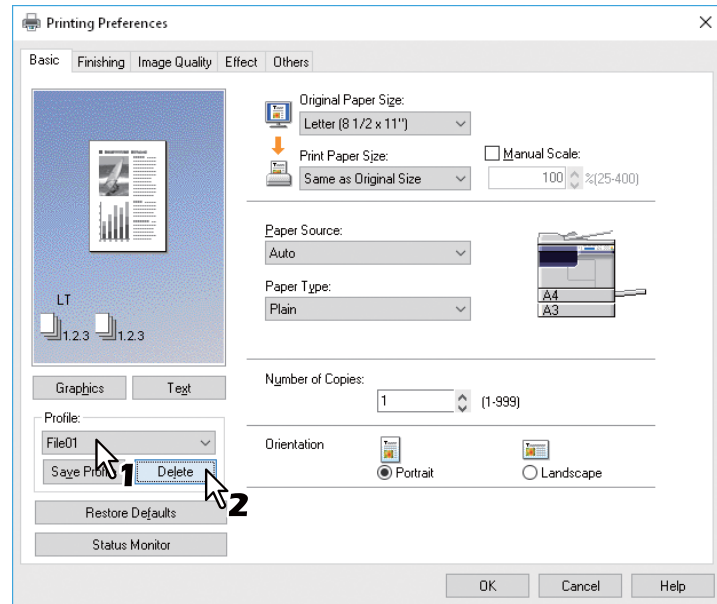 Printing Preferences
Basic Finishing Image Quality Effect Others
Original Paper Size:
Letter (8 1/2 x 11")
Print Paper Size:
Same as Original Size
Manual Scale:
100 %(25-400)
Paper Source:
Auto
Paper Type:
Plain
A4
A3
LT
1.2.3 1.2.3
Graphics Text
Number of Copies:
1 (1-999)
Profile:
File01
1
Save Delete
2
Orientation
Portrait Landscape
Restore Defaults
Status Monitor
OK Cancel Help